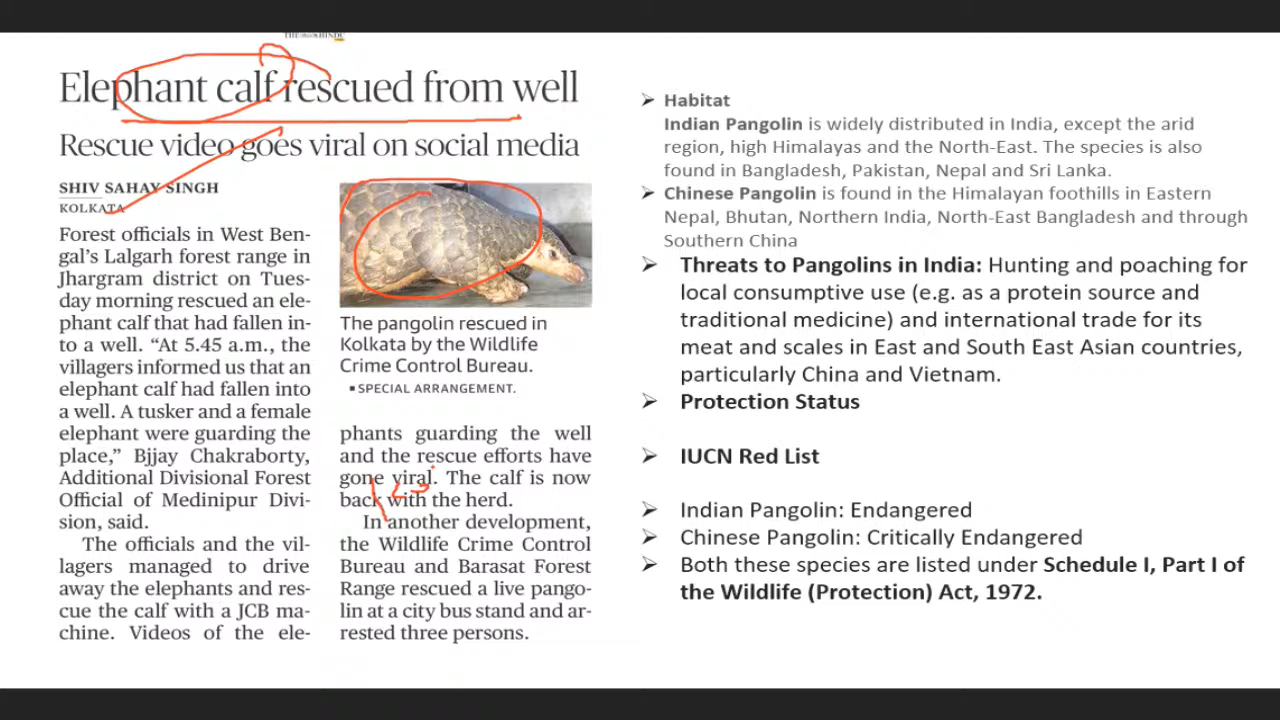 Elephant calf rescued from well
Rescue video goes viral on social media
SHIV SAHAY SINGH
KOLKATA
Forest officials in West Ben-
gal's Lalgarh forest range in
Jhargram district on Tues-
day morning rescued an ele-
phant calf that had fallen in-
to a well. “At 5.45 a.m., the
villagers informed us that an
elephant calf had fallen into
a well. A tusker and a female
elephant were guarding the
place,” Bjjay Chakraborty,
Additional Divisional Forest
Official of Medinipur Divi-
sion, said.
The officials and the vil-
lagers managed to drive
away the elephants and res-
cue the calf with a JCB ma-
chine. Videos of the ele-
The pangolin rescued in
Kolkata by the Wildlife
Crime Control Bureau.
▪ SPECIAL ARRANGEMENT.
phants guarding the well
and the rescue efforts have
gone viral. The calf is now
back with the herd.
In another development,
the Wildlife Crime Control
Bureau and Barasat Forest
Range rescued a live pango-
lin at a city bus stand and ar-
rested three persons.
➢ Habitat
Indian Pangolin is widely distributed in India, except the arid
region, high Himalayas and the North-East. The species is also
found in Bangladesh, Pakistan, Nepal and Sri Lanka.
➢ Chinese Pangolin is found in the Himalayan foothills in Eastern
Nepal, Bhutan, Northern India, North-East Bangladesh and through
Southern China
➢ Threats to Pangolins in India: Hunting and poaching for
local consumptive use (e.g. as a protein source and
traditional medicine) and international trade for its
meat and scales in East and South East Asian countries,
particularly China and Vietnam.
➢ Protection Status
➢ IUCN Red List
➢ Indian Pangolin: Endangered
➢ Chinese Pangolin: Critically Endangered
➢ Both these species are listed under Schedule I, Part I of
the Wildlife (Protection) Act, 1972.